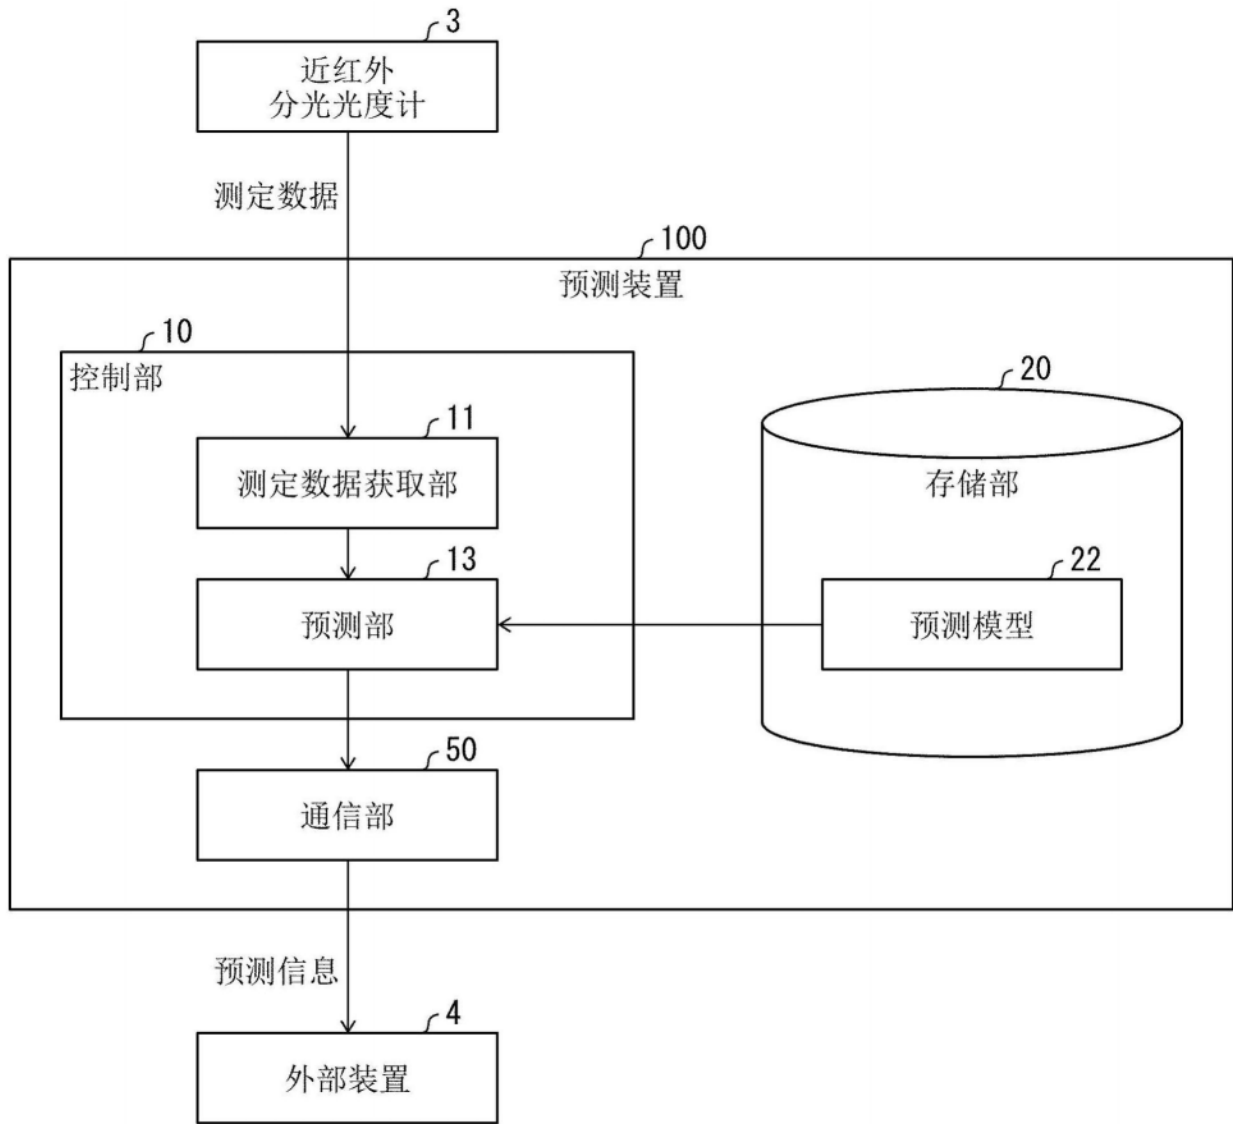 3
近红外
分光光度计
测定数据
100
预测装置
10
控制部
20
11
测定数据获取部
存储部
13
预测部
22
预测模型
50
通信部
预测信息
4
外部装置